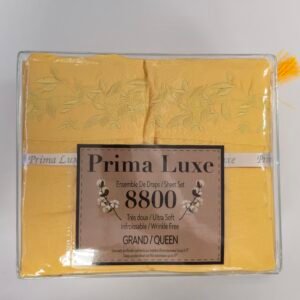 Prima Luxe
Prima Luxe
Prima Luxe
Ensemble De Draps / Sheet Set
8800
Très doux / Ultra Soft
Infroissable / Wrinkle Free
GRAND / QUEEN